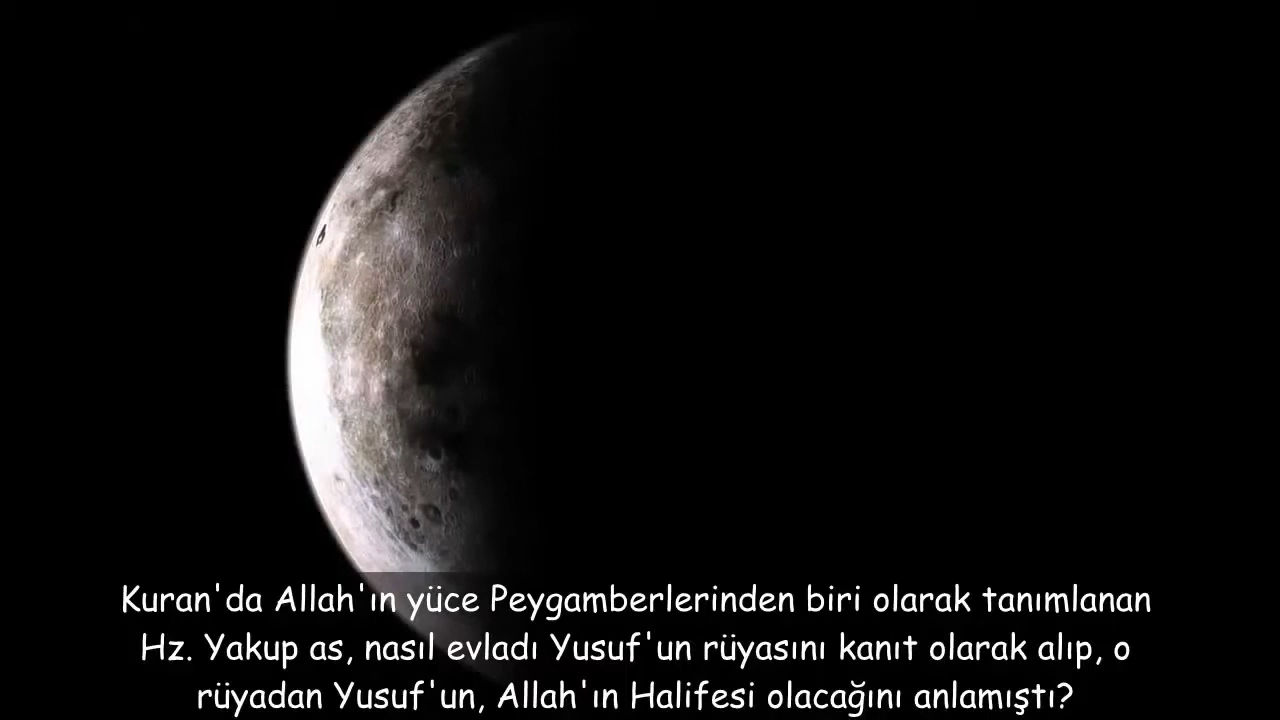 Kuran'da Allah'ın yüce Peygamberlerinden biri olarak tanımlanan
Hz. Yakup as, nasıl evladı Yusuf'un rüyasını kanıt olarak alıp, o
rüyadan Yusuf'un, Allah'ın Halifesi olacağını anlamıştı?